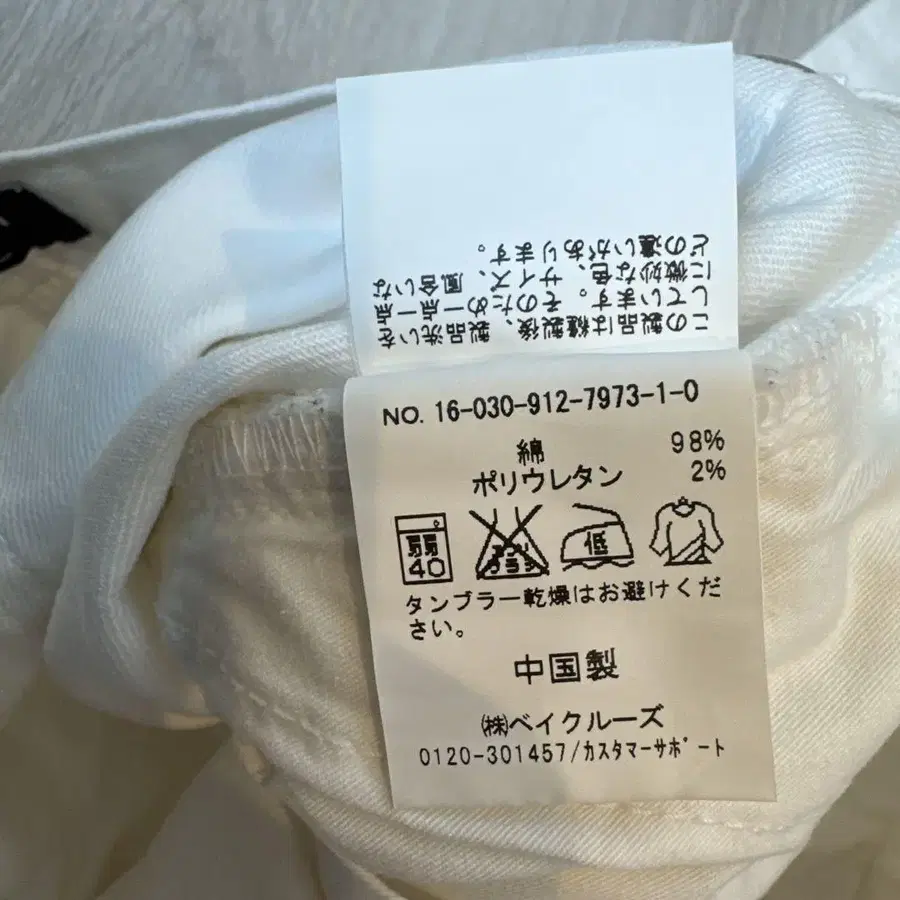 この製品は縫製後、製品洗いを
しています。そのため一点一点
に微妙な色、サイズ、風合いな
どの違いがあります。
NO. 16-030-912-7973-1-0
綿 98%
ポリウレタン 2%
弱 40
エンソ サラシ
低
タンブラー乾燥はお避けくだ
さい。
中国製
㈱ベイクルーズ
0120-301457/カスタマーサポート